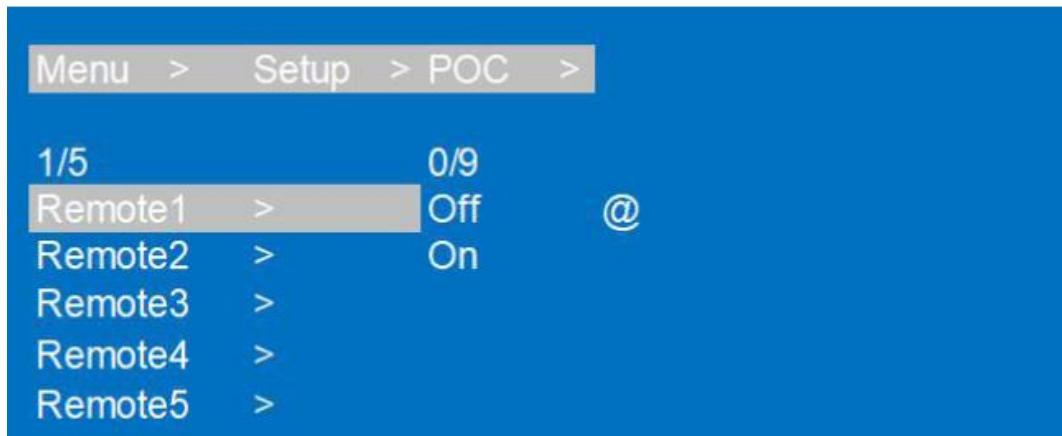 Menu > Setup > POC >
1/5 0/9
Remote1 > Off @
Remote2 > On
Remote3 >
Remote4 >
Remote5 >